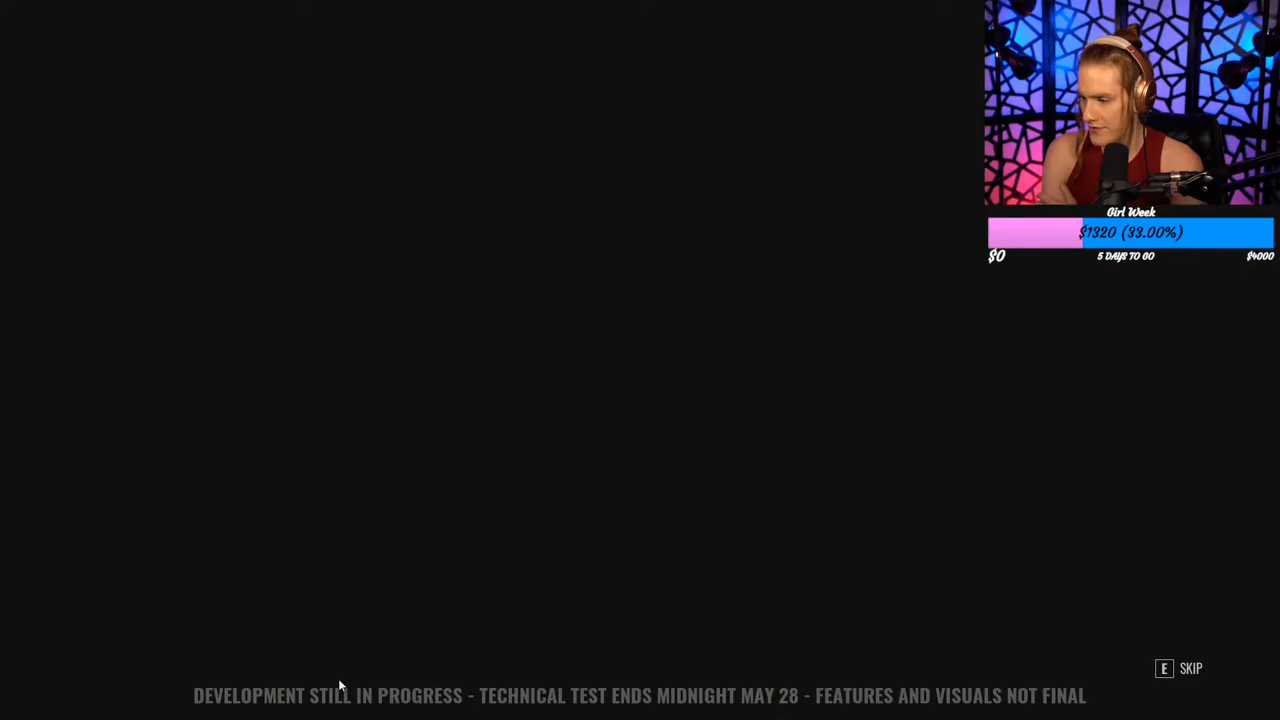 Girl Week
$1320 (33.00%)
$0 5 DAYS TO GO $4000
E SKIP
DEVELOPMENT STILL IN PROGRESS - TECHNICAL TEST ENDS MIDNIGHT MAY 28 - FEATURES AND VISUALS NOT FINAL